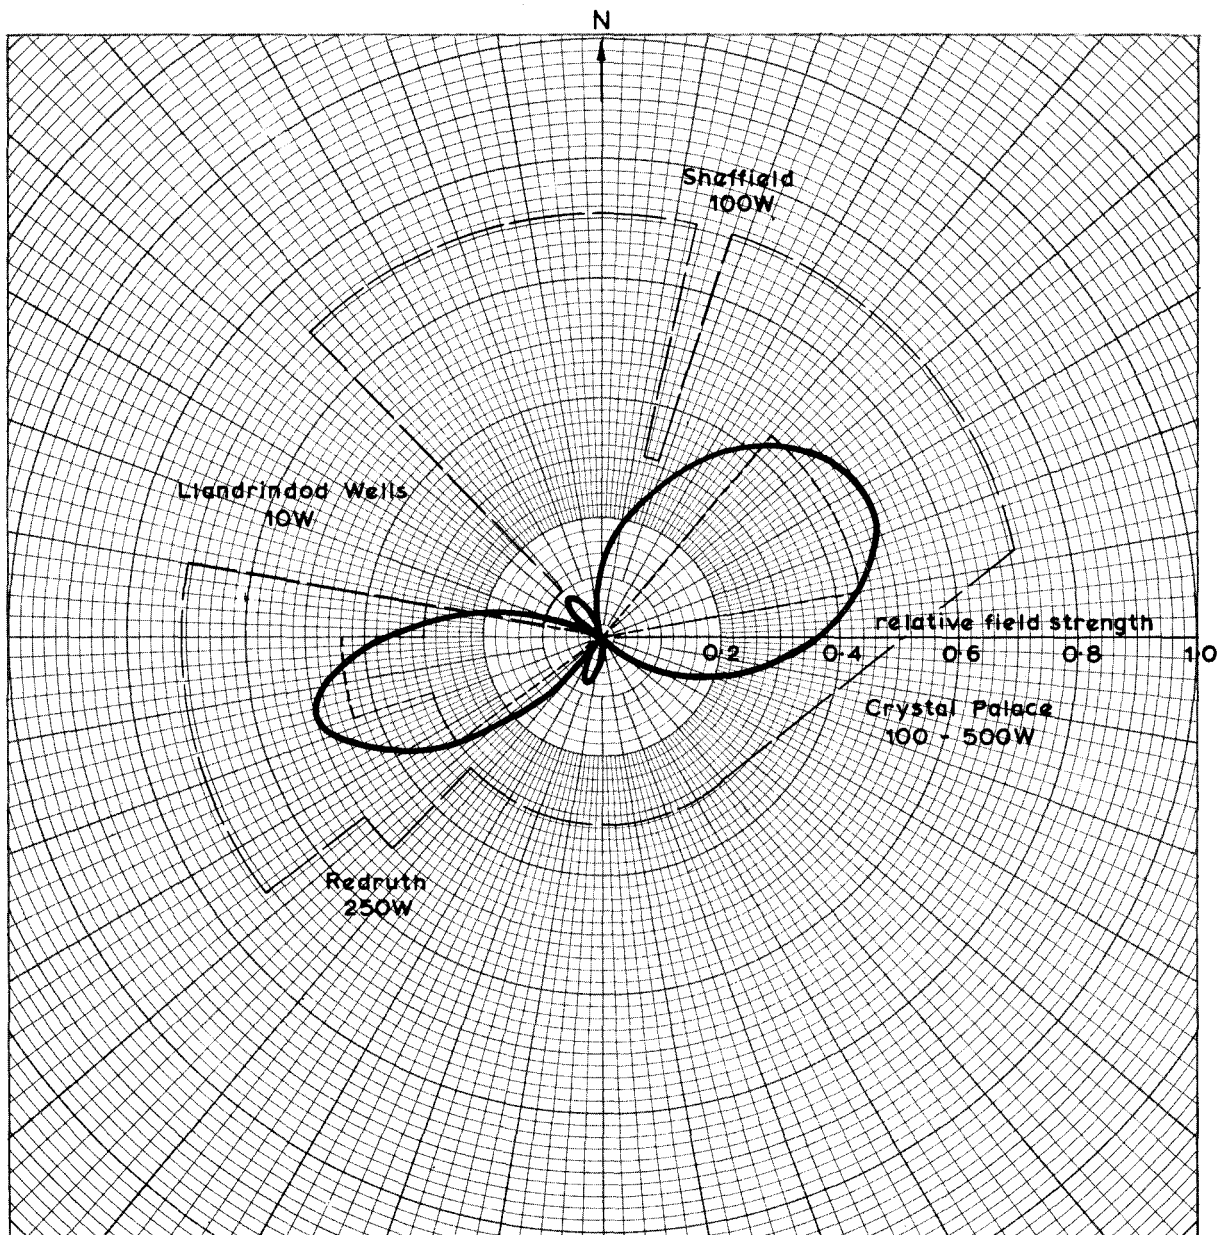 N
Sheffield
100W
Llandrindod Wells
10W
relative field strength
0·2 0·4 0·6 0·8 1·0
Crystal Palace
100 - 500W
Redruth
250W